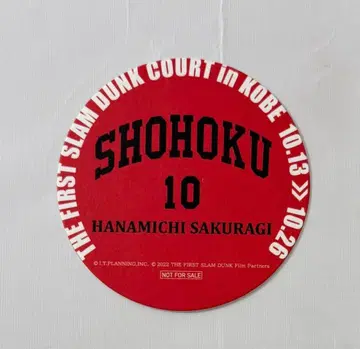 THE FIRST SLAM DUNK COURT in KOBE 10.13 >> 10.26
SHOHOKU
10
HANAMICHI SAKURAGI
© I.T.PLANNING,INC. © 2022 THE FIRST SLAM DUNK Film Partners
NOT FOR SALE